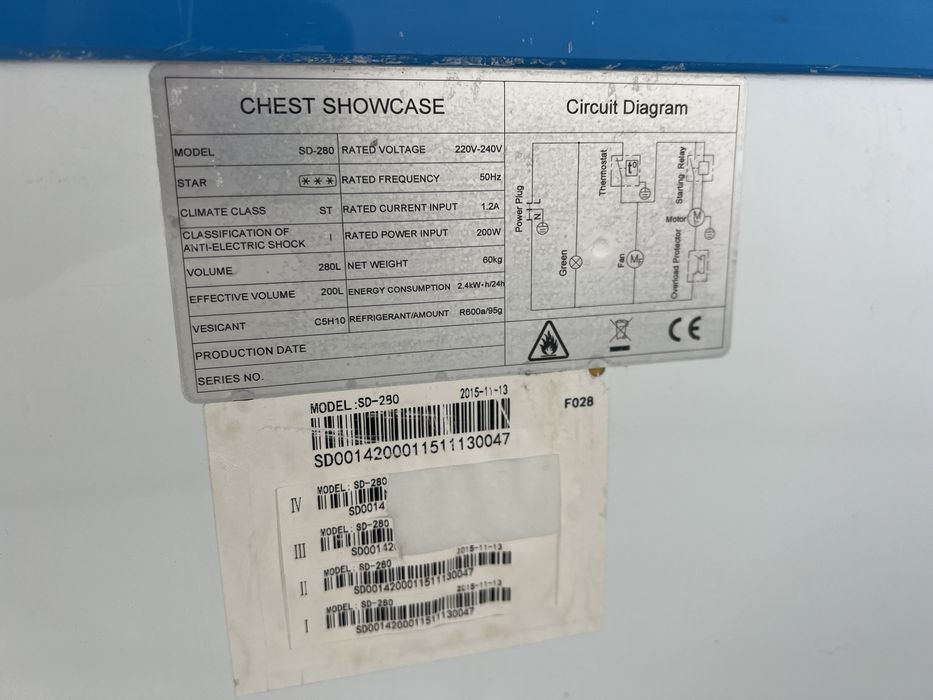 CHEST SHOWCASE
MODEL SD-280
STAR ***
CLIMATE CLASS ST
CLASSIFICATION OF
ANTI-ELECTRIC SHOCK I
VOLUME 280L
EFFECTIVE VOLUME 200L
VESICANT C5H10
PRODUCTION DATE
SERIES NO.
RATED VOLTAGE 220V-240V
RATED FREQUENCY 50Hz
RATED CURRENT INPUT 1.2A
RATED POWER INPUT 200W
NET WEIGHT 60kg
ENERGY CONSUMPTION 2.4kW•h/24h
REFRIGERANT/AMOUNT R600a/95g
Circuit Diagram
Power Plug
L
N
Green
Thermostat
t°
Fan
M
Starting Relay
Motor
M
Overload Protector
CE
MODEL:SD-280 2015-11-13
SD0014200011511130047
F028
IV MODEL: SD-280
SD0014
III MODEL: SD-280
SD00142
II MODEL: SD-280 2015-11-13
SD0014200011511130047
I MODEL: SD-280 2015-11-13
SD0014200011511130047